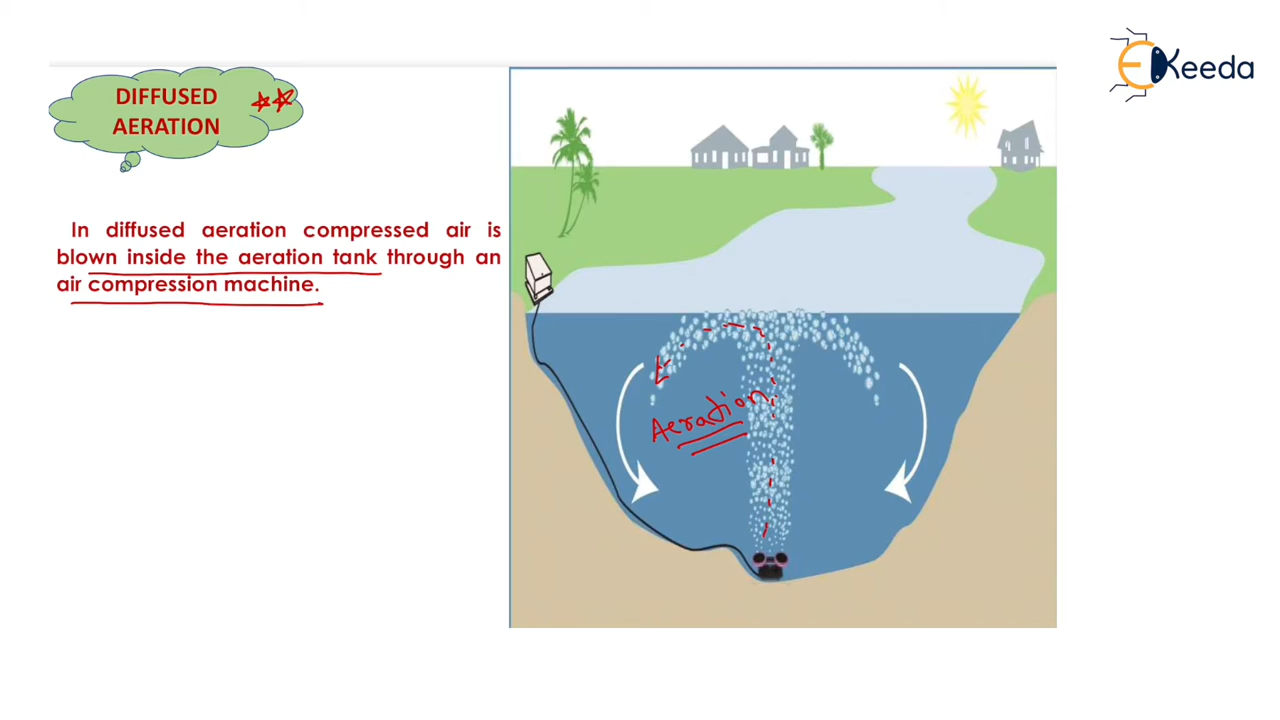 DIFFUSED
AERATION
In diffused aeration compressed air is
blown inside the aeration tank through an
air compression machine.
Aeration
EKeeda